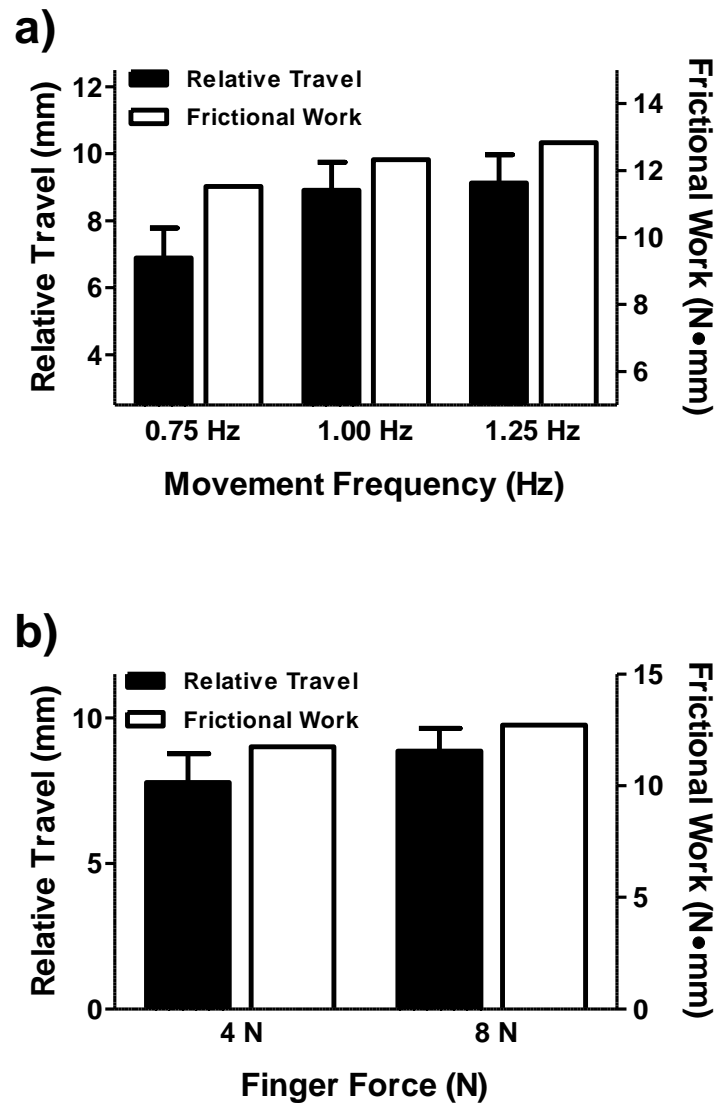 a)
Relative Travel
Frictional Work
Relative Travel (mm)
12
10
8
6
4
Frictional Work (N•mm)
14
12
10
8
6
0.75 Hz 1.00 Hz 1.25 Hz
Movement Frequency (Hz)
b)
Relative Travel
Frictional Work
Relative Travel (mm)
10
5
0
Frictional Work (N•mm)
15
10
5
0
4 N 8 N
Finger Force (N)